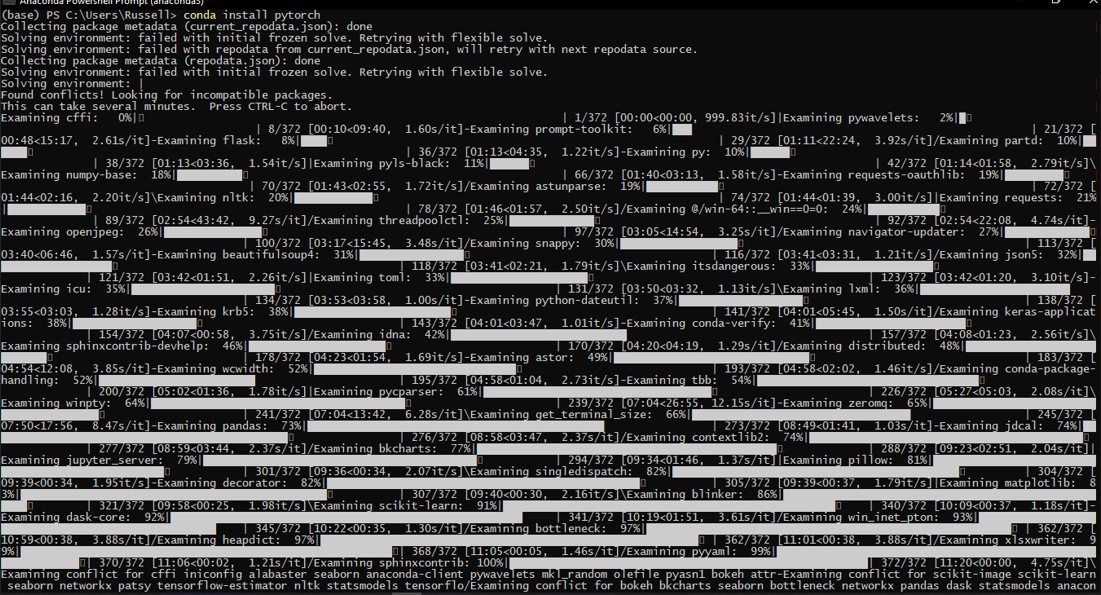 Anaconda Powershell Prompt (anaconda3)
(base) PS C:\Users\Russell> conda install pytorch
Collecting package metadata (current_repodata.json): done
Solving environment: failed with initial frozen solve. Retrying with flexible solve.
Solving environment: failed with repodata from current_repodata.json, will retry with next repodata source.
Collecting package metadata (repodata.json): done
Solving environment: failed with initial frozen solve. Retrying with flexible solve.
Solving environment: |
Found conflicts! Looking for incompatible packages.
This can take several minutes.  Press CTRL-C to abort.
Examining cffi:   0%| | 1/372 [00:00<00:00, 999.83it/s]|Examining pywavelets:   2%|
| 8/372 [00:10<09:40,  1.60s/it]-Examining prompt-toolkit:   6%| | 21/372 [
00:48<15:17,  2.61s/it]-Examining flask:   8%| | 29/372 [01:11<22:24,  3.92s/it]/Examining partd:  10%|
| 36/372 [01:13<04:35,  1.22it/s]-Examining py:  10%|
| 38/372 [01:13<03:36,  1.54it/s]|Examining pyls-black:  11%| | 42/372 [01:14<01:58,  2.79it/s]\
Examining numpy-base:  18%| | 66/372 [01:40<03:13,  1.58it/s]-Examining requests-oauthlib:  19%|
| 70/372 [01:43<02:55,  1.72it/s]/Examining astunparse:  19%| | 72/372 [
01:44<02:16,  2.20it/s]\Examining nltk:  20%| | 74/372 [01:44<01:39,  3.00it/s]|Examining requests:  21%
| | 78/372 [01:46<01:57,  2.50it/s]/Examining @/win-64::__win==0=0:  24%|
| 89/372 [02:54<43:42,  9.27s/it]/Examining threadpoolctl:  25%| | 92/372 [02:54<22:08,  4.74s/it]-
Examining openjpeg:  26%| | 97/372 [03:05<14:54,  3.25s/it]/Examining navigator-updater:  27%|
| 100/372 [03:17<15:45,  3.48s/it]/Examining snappy:  30%| | 113/372 [
03:40<06:46,  1.57s/it]-Examining beautifulsoup4:  31%| | 116/372 [03:41<03:31,  1.21it/s]/Examining json5:  32%|
| 118/372 [03:41<02:21,  1.79it/s]\Examining itsdangerous:  33%|
| 121/372 [03:42<01:51,  2.26it/s]|Examining toml:  33%| | 123/372 [03:42<01:20,  3.10it/s]-
Examining icu:  35%| | 131/372 [03:50<03:32,  1.13it/s]\Examining lxml:  36%|
| 134/372 [03:53<03:58,  1.00s/it]-Examining python-dateutil:  37%| | 138/372 [
03:55<03:03,  1.28it/s]-Examining krb5:  38%| | 141/372 [04:01<05:45,  1.50s/it]/Examining keras-applicat
ions:  38%| | 143/372 [04:01<03:47,  1.01it/s]-Examining conda-verify:  41%|
| 154/372 [04:07<00:58,  3.75it/s]/Examining idna:  42%| | 157/372 [04:08<01:23,  2.56it/s]\
Examining sphinxcontrib-devhelp:  46%| | 170/372 [04:20<04:19,  1.29s/it]/Examining distributed:  48%|
| 178/372 [04:23<01:54,  1.69it/s]-Examining astor:  49%| | 183/372 [
04:54<12:08,  3.85s/it]-Examining wcwidth:  52%| | 193/372 [04:58<02:02,  1.46it/s]/Examining conda-package-
handling:  52%| | 195/372 [04:58<01:04,  2.73it/s]-Examining tbb:  54%|
| 200/372 [05:02<01:36,  1.78it/s]|Examining pycparser:  61%| | 226/372 [05:27<05:03,  2.08s/it]/
Examining winpty:  64%| | 239/372 [07:04<26:55, 12.15s/it]-Examining zeromq:  65%|
| 241/372 [07:04<13:42,  6.28s/it]\Examining get_terminal_size:  66%| | 245/372 [
07:50<17:56,  8.47s/it]-Examining pandas:  73%| | 273/372 [08:49<01:41,  1.03s/it]-Examining jdcal:  74%|
| 276/372 [08:58<03:47,  2.37s/it]/Examining contextlib2:  74%|
| 277/372 [08:59<03:44,  2.37s/it]-Examining bkcharts:  77%| | 288/372 [09:23<02:51,  2.04s/it]|
Examining jupyter_server:  79%| | 294/372 [09:34<01:46,  1.37s/it]|Examining pillow:  81%|
| 301/372 [09:36<00:34,  2.07it/s]\Examining singledispatch:  82%| | 304/372 [
09:39<00:34,  1.95it/s]-Examining decorator:  82%| | 305/372 [09:39<00:37,  1.79it/s]|Examining matplotlib:  8
3%| | 307/372 [09:40<00:30,  2.16it/s]\Examining blinker:  86%|
| 321/372 [09:58<00:25,  1.98it/s]/Examining scikit-learn:  91%| | 340/372 [10:09<00:37,  1.18s/it]-
Examining dask-core:  92%| | 341/372 [10:19<01:51,  3.61s/it]/Examining win_inet_pton:  93%|
| 345/372 [10:22<00:35,  1.30s/it]/Examining bottleneck:  97%| | 362/372 [
10:59<00:38,  3.88s/it]/Examining heapdict:  97%| | 362/372 [11:01<00:38,  3.88s/it]/Examining xlsxwriter:  9
9%| | 368/372 [11:05<00:05,  1.46s/it]/Examining pyyaml:  99%|
| 370/372 [11:06<00:02,  1.21s/it]/Examining sphinxcontrib: 100%| | 372/372 [11:20<00:00,  4.75s/it]\
Examining conflict for cffi iniconfig alabaster seaborn anaconda-client pywavelets mkl_random olefile pyasn1 bokeh attr-Examining conflict for scikit-image scikit-learn
seaborn networkx patsy tensorflow-estimator nltk statsmodels tensorflo/Examining conflict for bokeh bkcharts seaborn bottleneck networkx pandas dask statsmodels anacon